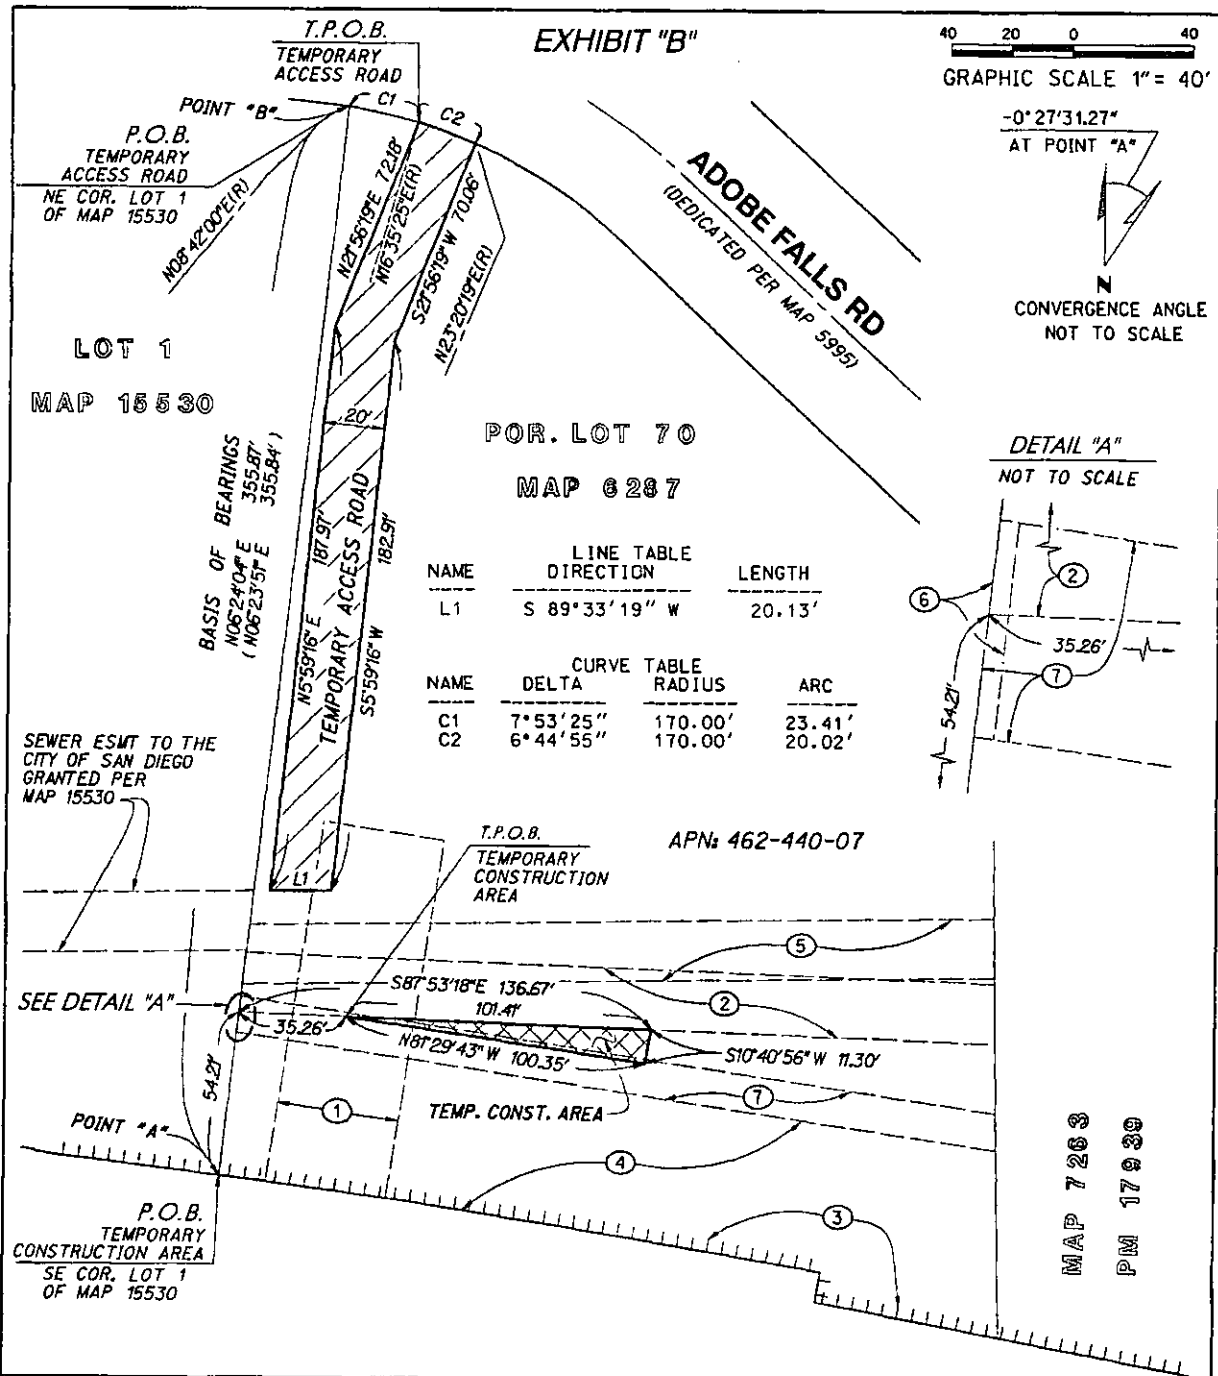 EXHIBIT "B"
40 20 0 40
GRAPHIC SCALE 1"= 40'
-0°27'31.27"
AT POINT "A"
N
CONVERGENCE ANGLE
NOT TO SCALE
T.P.O.B.
TEMPORARY
ACCESS ROAD
POINT "B"
C1
C2
P.O.B.
TEMPORARY
ACCESS ROAD
NE COR. LOT 1
OF MAP 15530
N08°42'00"E(R)
N21°56'19"E 72.18'
N16°35'25"E(R)
S21°56'19"W 70.06'
N23°20'19"E(R)
ADOBE FALLS RD
(DEDICATED PER MAP 5995)
LOT 1
MAP 15530
20'
POR. LOT 70
MAP 6287
BASIS OF BEARINGS
N06°24'04"E 355.87'
(N06°23'51"E 355.84')
N5°59'16"E 187.97'
TEMPORARY ACCESS ROAD
S5°59'16"W 182.91'
LINE TABLE
NAME DIRECTION LENGTH
L1 S 89°33'19" W 20.13'
CURVE TABLE
NAME DELTA RADIUS ARC
C1 7°53'25" 170.00' 23.41'
C2 6°44'55" 170.00' 20.02'
DETAIL "A"
NOT TO SCALE
2
6
35.26'
7
54.21'
SEWER ESMT TO THE
CITY OF SAN DIEGO
GRANTED PER
MAP 15530
L1
T.P.O.B.
TEMPORARY
CONSTRUCTION
AREA
APN: 462-440-07
5
S87°53'18"E 136.67'
2
SEE DETAIL "A"
101.41'
35.26'
N81°29'43"W 100.35'
S10°40'56"W 11.30'
54.21'
1
TEMP. CONST. AREA
7
POINT "A"
4
3
P.O.B.
TEMPORARY
CONSTRUCTION AREA
SE COR. LOT 1
OF MAP 15530
MAP 7263
PM 17939